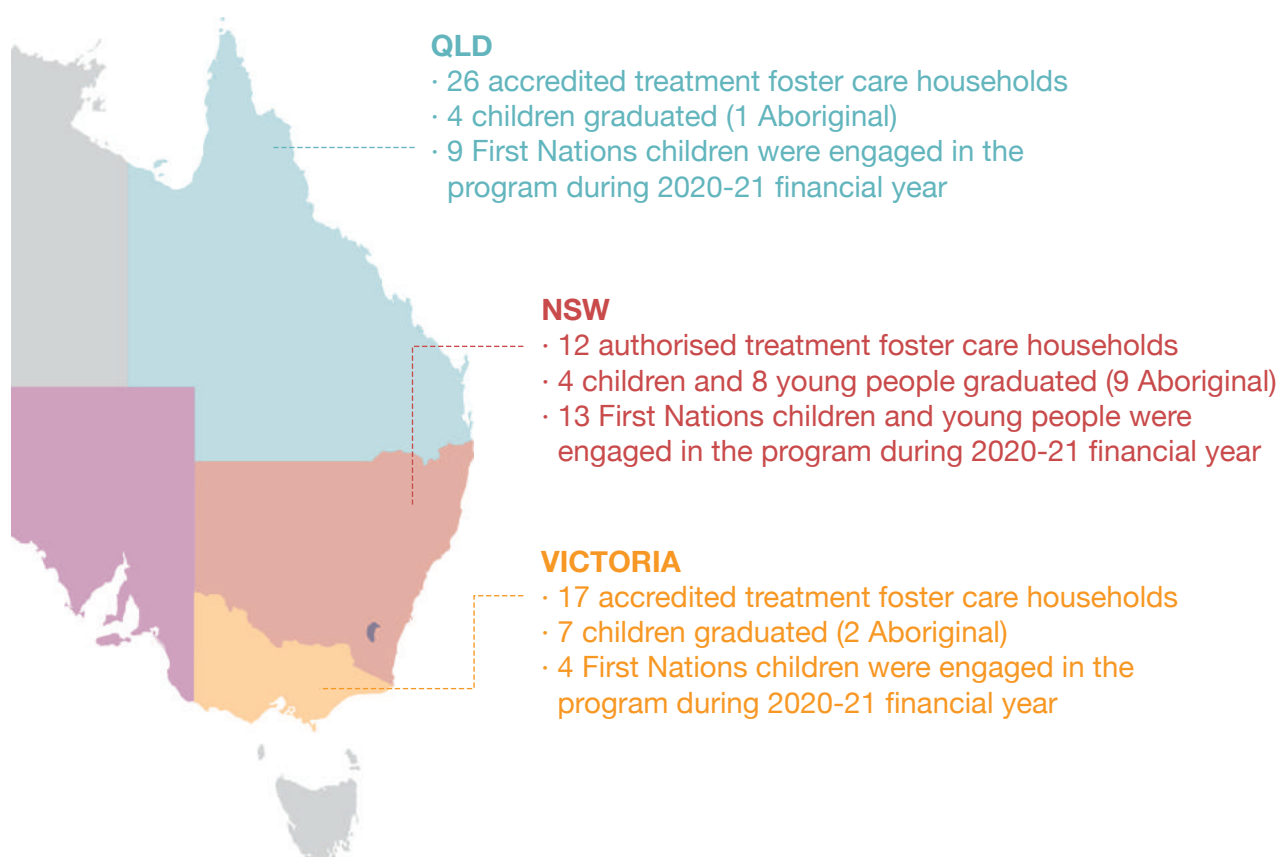 QLD
· 26 accredited treatment foster care households
· 4 children graduated (1 Aboriginal)
· 9 First Nations children were engaged in the
program during 2020-21 financial year
NSW
· 12 authorised treatment foster care households
· 4 children and 8 young people graduated (9 Aboriginal)
· 13 First Nations children and young people were
engaged in the program during 2020-21 financial year
VICTORIA
· 17 accredited treatment foster care households
· 7 children graduated (2 Aboriginal)
· 4 First Nations children were engaged in the
program during 2020-21 financial year